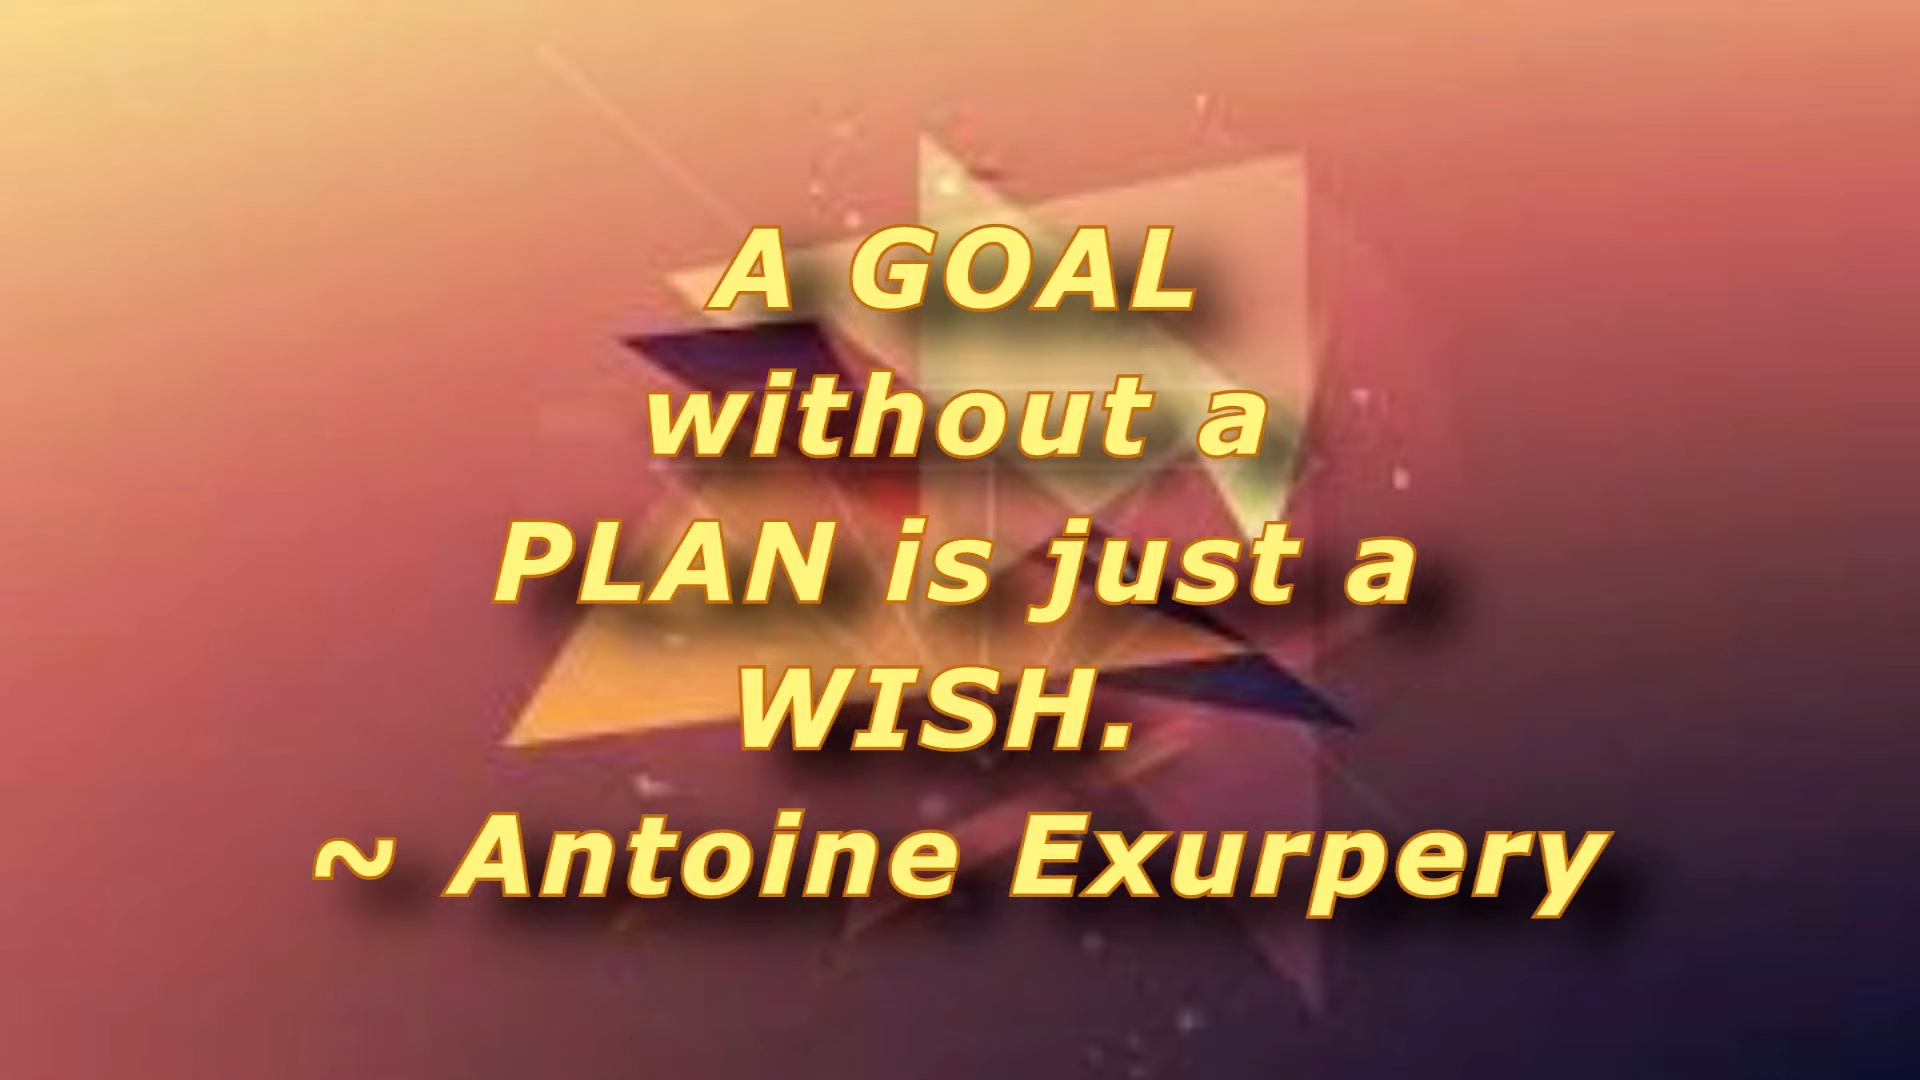 A GOAL
without a
PLAN is just a
WISH.
~ Antoine Exurpery